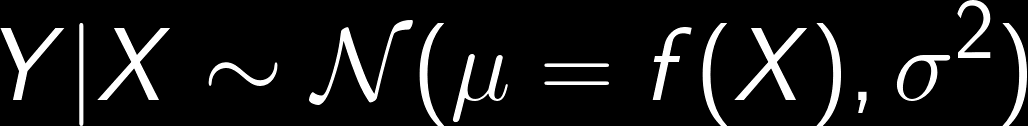 Y|X ∼ 𝒩(μ = f(X), σ²)